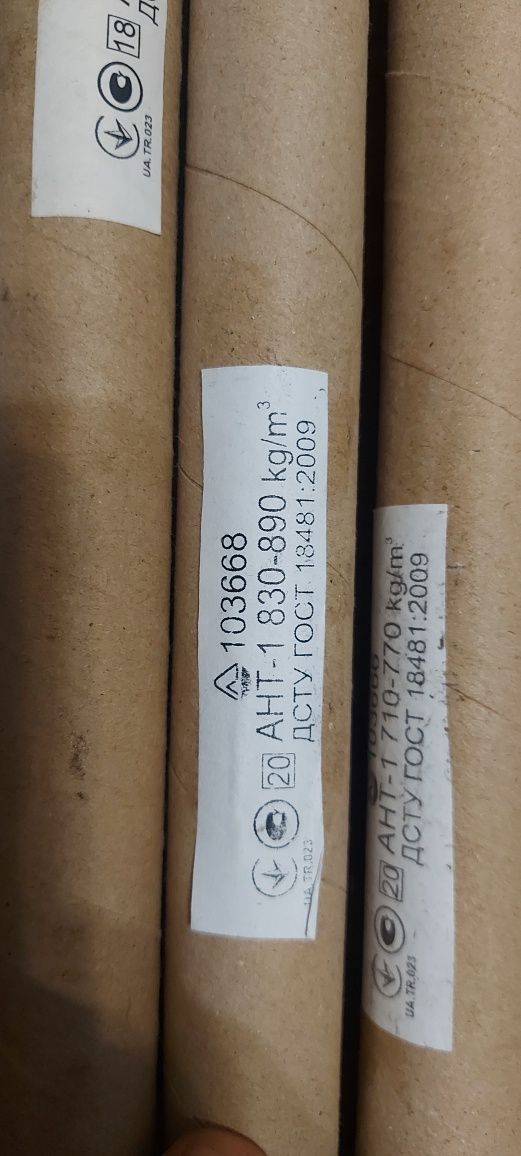 18
UA.TR.023
103668
20 АНТ-1 830-890 kg/m³
ДСТУ ГОСТ 18481:2009
UA.TR.023
20 АНТ-1 710-770 kg/m³
ДСТУ ГОСТ 18481:2009
UA.TR.023